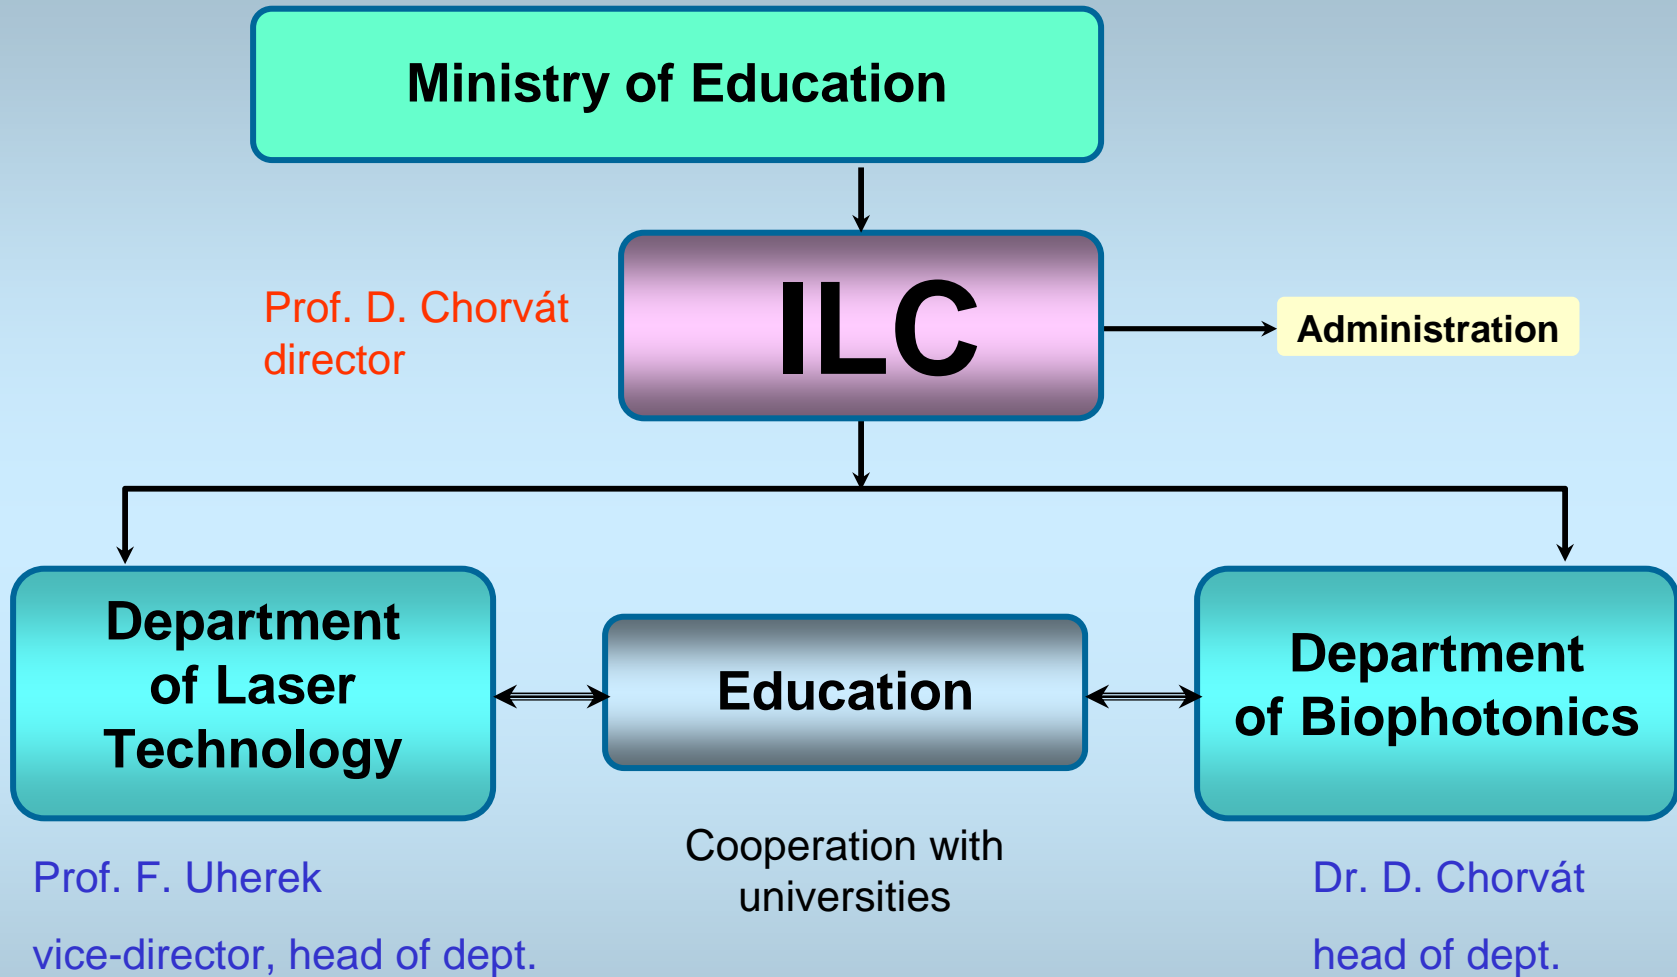 Ministry of Education
Prof. D. Chorvát
director
ILC
Administration
Department
of Laser
Technology
Education
Department
of Biophotonics
Cooperation with
universities
Prof. F. Uherek
vice-director, head of dept.
Dr. D. Chorvát
head of dept.